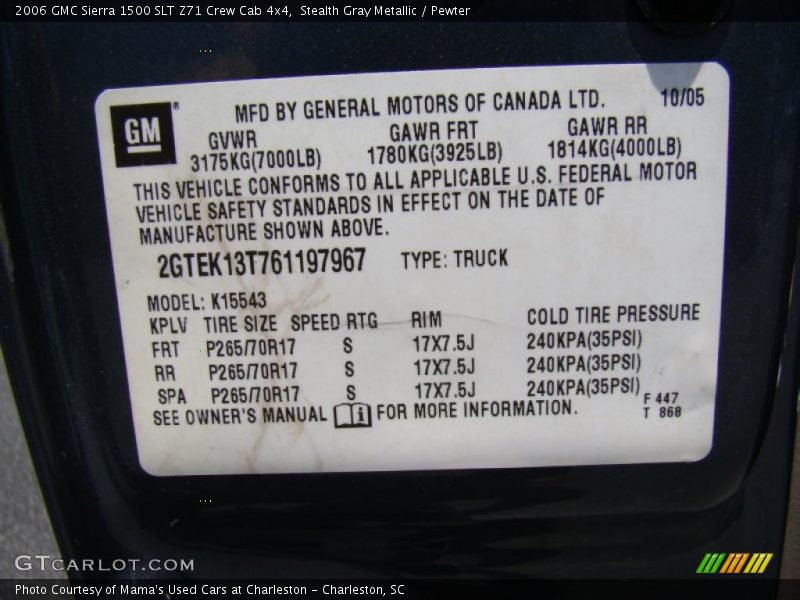 2006 GMC Sierra 1500 SLT Z71 Crew Cab 4x4, Stealth Gray Metallic / Pewter
GM®
MFD BY GENERAL MOTORS OF CANADA LTD. 10/05
GVWR GAWR FRT GAWR RR
3175KG(7000LB) 1780KG(3925LB) 1814KG(4000LB)
THIS VEHICLE CONFORMS TO ALL APPLICABLE U.S. FEDERAL MOTOR
VEHICLE SAFETY STANDARDS IN EFFECT ON THE DATE OF
MANUFACTURE SHOWN ABOVE.
2GTEK13T761197967 TYPE: TRUCK
MODEL: K15543
KPLV TIRE SIZE SPEED RTG RIM COLD TIRE PRESSURE
FRT P265/70R17 S 17X7.5J 240KPA(35PSI)
RR P265/70R17 S 17X7.5J 240KPA(35PSI)
SPA P265/70R17 S 17X7.5J 240KPA(35PSI)
SEE OWNER'S MANUAL i FOR MORE INFORMATION.
F 447
T 868
GTCARLOT.COM
Photo Courtesy of Mama's Used Cars at Charleston - Charleston, SC